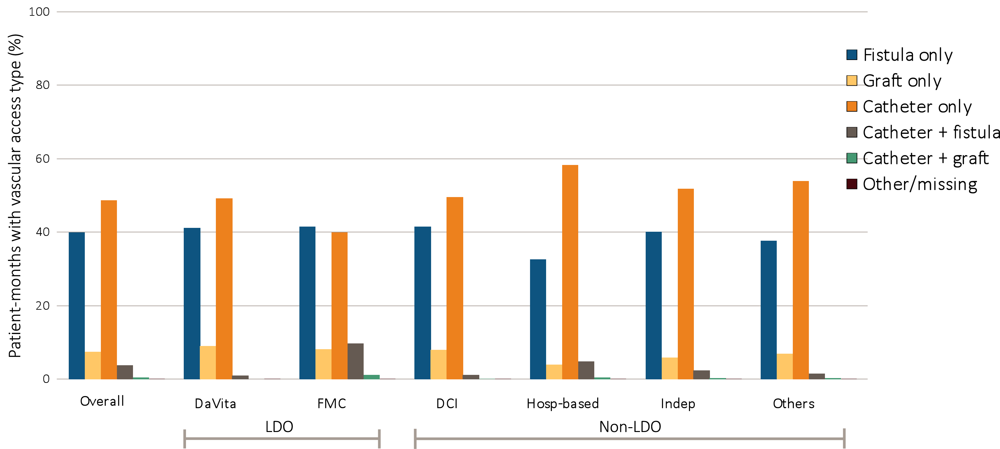 Patient-months with vascular access type (%)
100
80
60
40
20
0
Fistula only
Graft only
Catheter only
Catheter + fistula
Catheter + graft
Other/missing
Overall
DaVita
FMC
DCI
Hosp-based
Indep
Others
LDO
Non-LDO